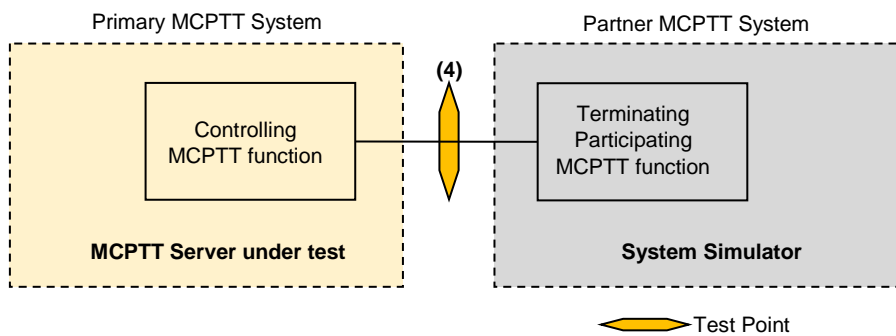 Primary MCPTT System
Partner MCPTT System
(4)
Controlling
MCPTT function
Terminating
Participating
MCPTT function
MCPTT Server under test
System Simulator
Test Point